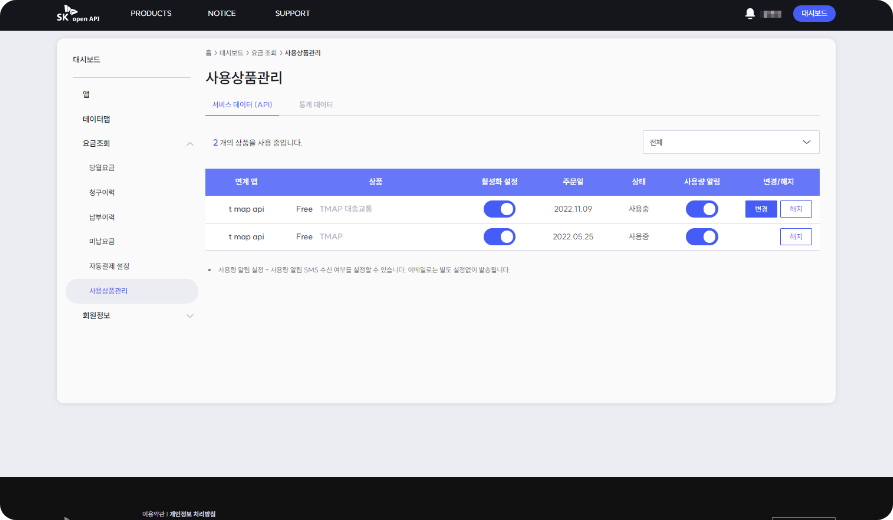 SK open API
PRODUCTS
NOTICE
SUPPORT
대시보드
대시보드
앱
데이터맵
요금조회
당월요금
청구이력
납부이력
미납요금
자동결제 설정
사용상품관리
회원정보
홈 > 대시보드 > 요금 조회 > 사용상품관리
사용상품관리
서비스 데이터 (API)
통계 데이터
2 개의 상품을 사용 중입니다.
전체
연계 앱 상품 활성화 설정 주문일 상태 사용량 알림 변경/해지
t map api Free TMAP 대중교통 2022.11.09 사용중 변경 해지
t map api Free TMAP 2022.05.25 사용중 해지
• 사용량 알림 설정 - 사용량 알림 SMS 수신 여부를 설정할 수 있습니다. 이메일로는 별도 설정없이 발송됩니다.
이용약관 | 개인정보 처리방침